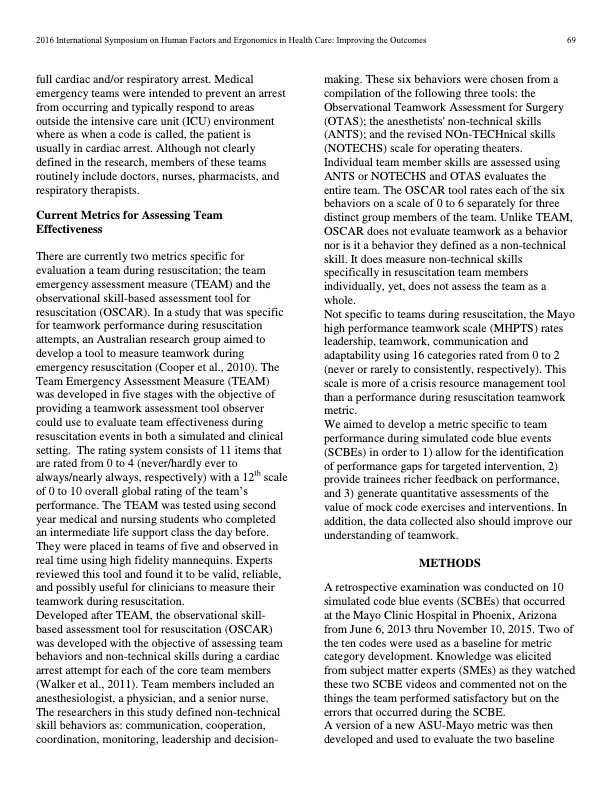 2016 International Symposium on Human Factors and Ergonomics in Health Care: Improving the Outcomes 69
full cardiac and/or respiratory arrest. Medical
emergency teams were intended to prevent an arrest
from occurring and typically respond to areas
outside the intensive care unit (ICU) environment
where as when a code is called, the patient is
usually in cardiac arrest. Although not clearly
defined in the research, members of these teams
routinely include doctors, nurses, pharmacists, and
respiratory therapists.
Current Metrics for Assessing Team
Effectiveness
There are currently two metrics specific for
evaluation a team during resuscitation; the team
emergency assessment measure (TEAM) and the
observational skill-based assessment tool for
resuscitation (OSCAR). In a study that was specific
for teamwork performance during resuscitation
attempts, an Australian research group aimed to
develop a tool to measure teamwork during
emergency resuscitation (Cooper et al., 2010). The
Team Emergency Assessment Measure (TEAM)
was developed in five stages with the objective of
providing a teamwork assessment tool observer
could use to evaluate team effectiveness during
resuscitation events in both a simulated and clinical
setting. The rating system consists of 11 items that
are rated from 0 to 4 (never/hardly ever to
always/nearly always, respectively) with a 12th scale
of 0 to 10 overall global rating of the team's
performance. The TEAM was tested using second
year medical and nursing students who completed
an intermediate life support class the day before.
They were placed in teams of five and observed in
real time using high fidelity mannequins. Experts
reviewed this tool and found it to be valid, reliable,
and possibly useful for clinicians to measure their
teamwork during resuscitation.
Developed after TEAM, the observational skill-
based assessment tool for resuscitation (OSCAR)
was developed with the objective of assessing team
behaviors and non-technical skills during a cardiac
arrest attempt for each of the core team members
(Walker et al., 2011). Team members included an
anesthesiologist, a physician, and a senior nurse.
The researchers in this study defined non-technical
skill behaviors as: communication, cooperation,
coordination, monitoring, leadership and decision-
making. These six behaviors were chosen from a
compilation of the following three tools: the
Observational Teamwork Assessment for Surgery
(OTAS); the anesthetists' non-technical skills
(ANTS); and the revised NOn-TECHnical skills
(NOTECHS) scale for operating theaters.
Individual team member skills are assessed using
ANTS or NOTECHS and OTAS evaluates the
entire team. The OSCAR tool rates each of the six
behaviors on a scale of 0 to 6 separately for three
distinct group members of the team. Unlike TEAM,
OSCAR does not evaluate teamwork as a behavior
nor is it a behavior they defined as a non-technical
skill. It does measure non-technical skills
specifically in resuscitation team members
individually, yet, does not assess the team as a
whole.
Not specific to teams during resuscitation, the Mayo
high performance teamwork scale (MHPTS) rates
leadership, teamwork, communication and
adaptability using 16 categories rated from 0 to 2
(never or rarely to consistently, respectively). This
scale is more of a crisis resource management tool
than a performance during resuscitation teamwork
metric.
We aimed to develop a metric specific to team
performance during simulated code blue events
(SCBEs) in order to 1) allow for the identification
of performance gaps for targeted intervention, 2)
provide trainees richer feedback on performance,
and 3) generate quantitative assessments of the
value of mock code exercises and interventions. In
addition, the data collected also should improve our
understanding of teamwork.
METHODS
A retrospective examination was conducted on 10
simulated code blue events (SCBEs) that occurred
at the Mayo Clinic Hospital in Phoenix, Arizona
from June 6, 2013 thru November 10, 2015. Two of
the ten codes were used as a baseline for metric
category development. Knowledge was elicited
from subject matter experts (SMEs) as they watched
these two SCBE videos and commented not on the
things the team performed satisfactory but on the
errors that occurred during the SCBE.
A version of a new ASU-Mayo metric was then
developed and used to evaluate the two baseline